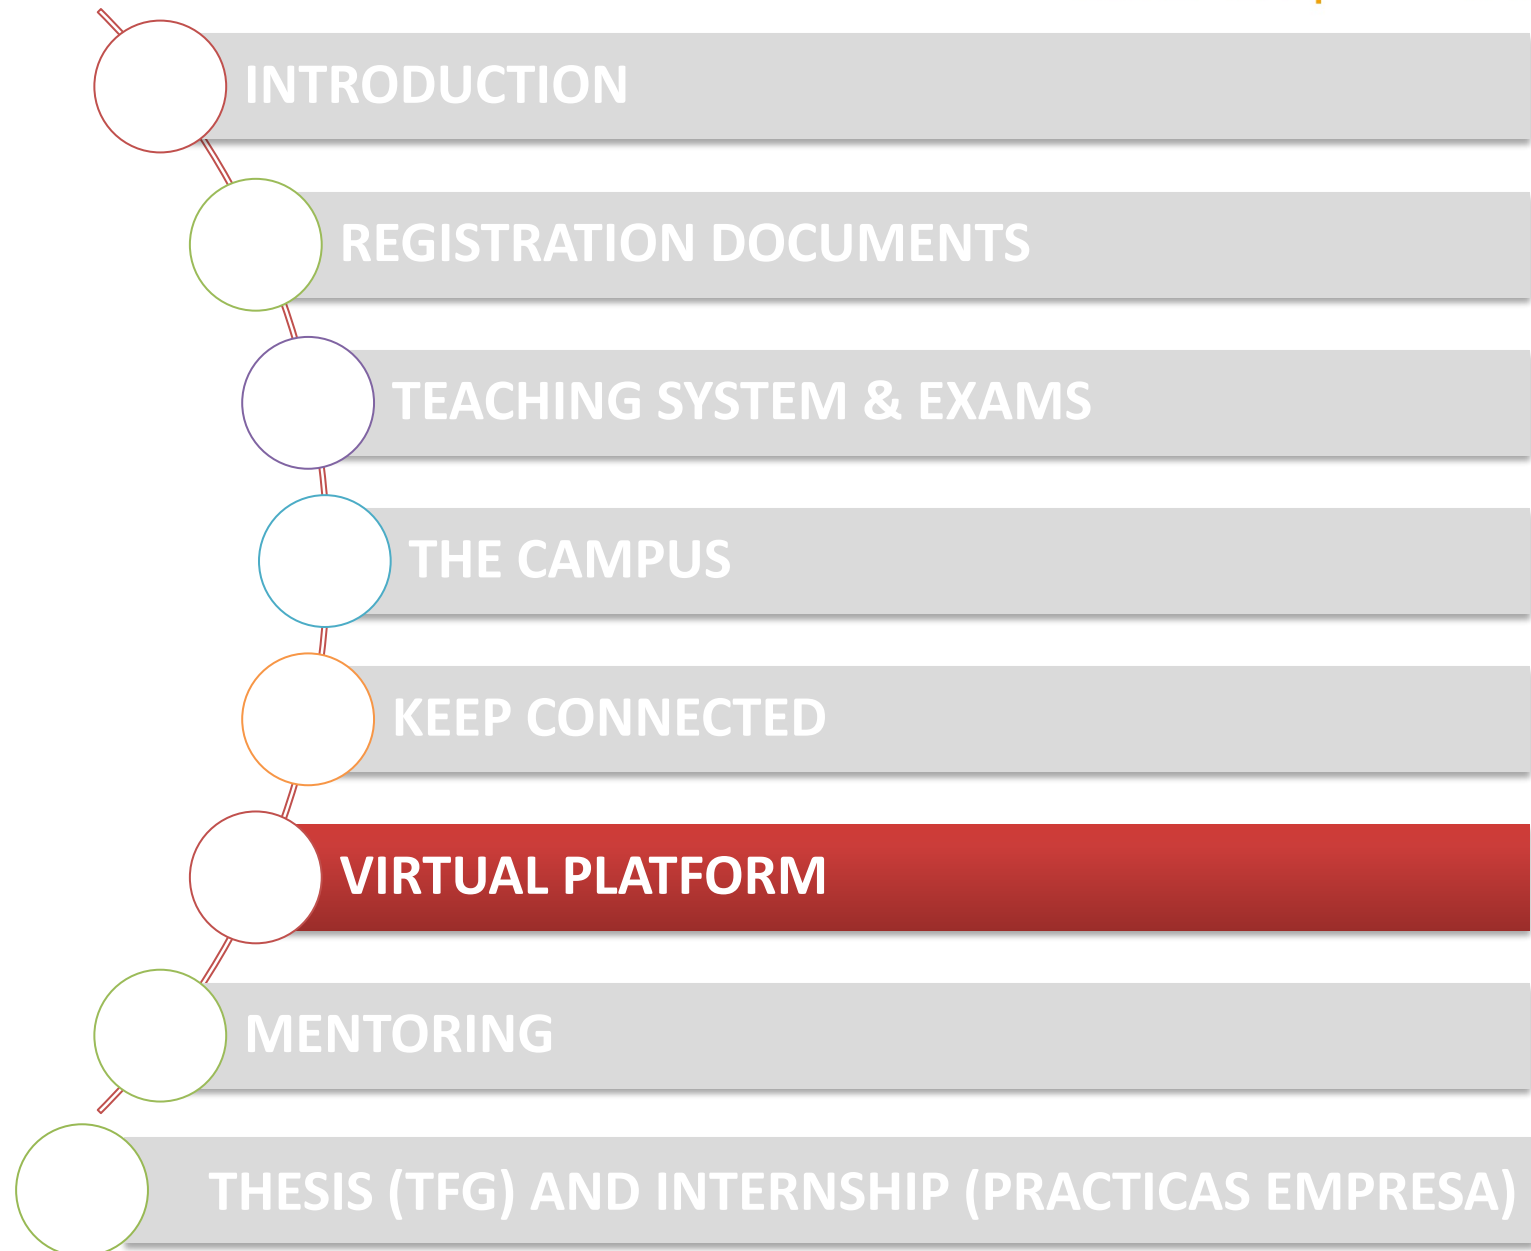 INTRODUCTION
REGISTRATION DOCUMENTS
TEACHING SYSTEM & EXAMS
THE CAMPUS
KEEP CONNECTED
VIRTUAL PLATFORM
MENTORING
THESIS (TFG) AND INTERNSHIP (PRACTICAS EMPRESA)